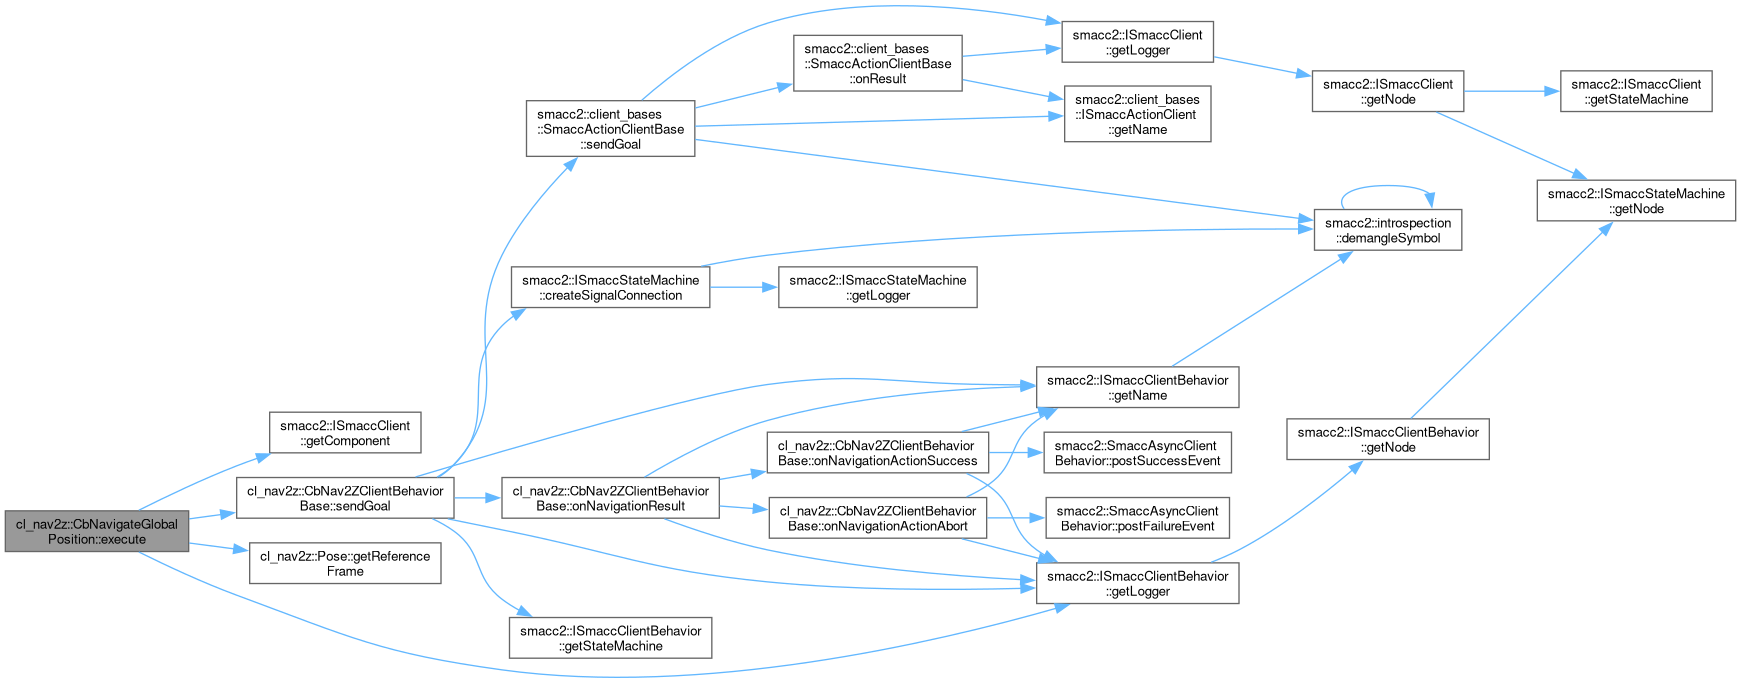 cl_nav2z::CbNavigateGlobal
Position::execute
smacc2::ISmaccClient
::getComponent
cl_nav2z::CbNav2ZClientBehavior
Base::sendGoal
cl_nav2z::Pose::getReference
Frame
smacc2::client_bases
::SmaccActionClientBase
::sendGoal
smacc2::ISmaccStateMachine
::createSignalConnection
cl_nav2z::CbNav2ZClientBehavior
Base::onNavigationResult
smacc2::ISmaccClientBehavior
::getStateMachine
smacc2::client_bases
::SmaccActionClientBase
::onResult
smacc2::ISmaccStateMachine
::getLogger
cl_nav2z::CbNav2ZClientBehavior
Base::onNavigationActionSuccess
cl_nav2z::CbNav2ZClientBehavior
Base::onNavigationActionAbort
smacc2::ISmaccClient
::getLogger
smacc2::client_bases
::ISmaccActionClient
::getName
smacc2::ISmaccClientBehavior
::getName
smacc2::SmaccAsyncClient
Behavior::postSuccessEvent
smacc2::SmaccAsyncClient
Behavior::postFailureEvent
smacc2::ISmaccClientBehavior
::getLogger
smacc2::ISmaccClient
::getNode
smacc2::introspection
::demangleSymbol
smacc2::ISmaccClientBehavior
::getNode
smacc2::ISmaccClient
::getStateMachine
smacc2::ISmaccStateMachine
::getNode